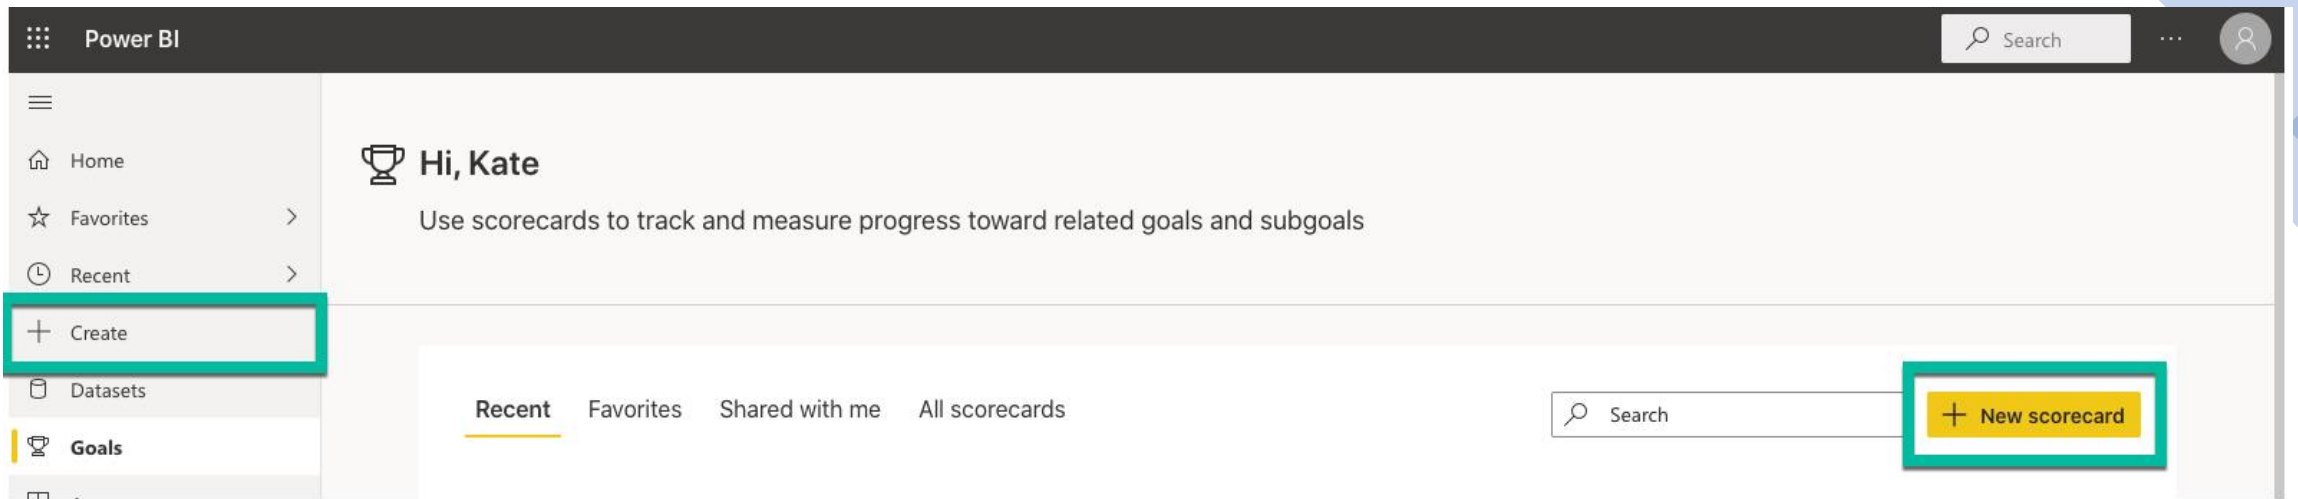 Power BI
Search
Home
Hi, Kate
Favorites
Use scorecards to track and measure progress toward related goals and subgoals
Recent
Create
Datasets
Recent Favorites Shared with me All scorecards
Search
New scorecard
Goals